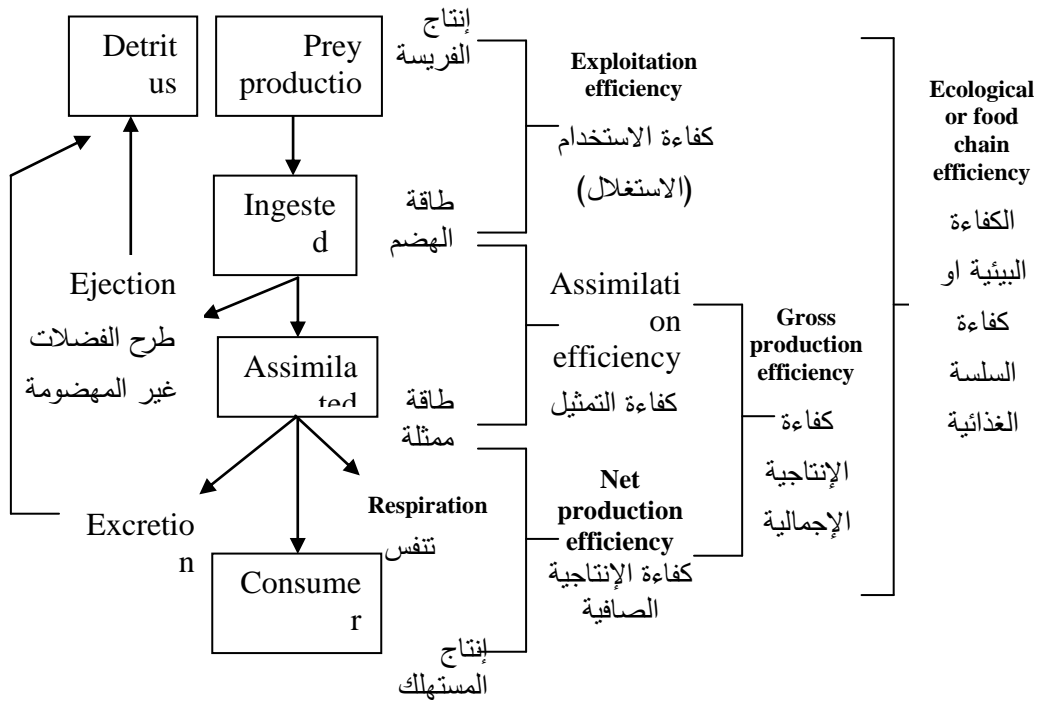 Detrit
us
Prey
productio
إنتاج
الفريسة
Exploitation
efficiency
كفاءة الاستخدام
(الاستغلال)
Ecological
or food
chain
efficiency
الكفاءة
البيئية او
كفاءة
السلسة
الغذائية
Ingeste
d
طاقة
الهضم
Ejection
طرح الفضلات
غير المهضومة
Assimilati
on
efficiency
كفاءة التمثيل
Gross
production
efficiency
كفاءة
الإنتاجية
الإجمالية
Assimila
ted
طاقة
ممثلة
Excretio
n
Respiration
تنفس
Net
production
efficiency
كفاءة الإنتاجية
الصافية
Consume
r
إنتاج
المستهلك